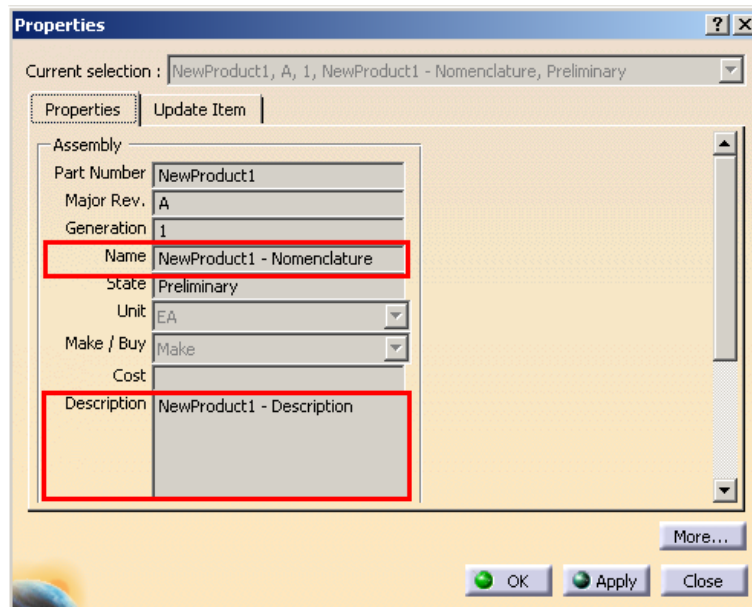 Properties
Current selection : NewProduct1, A, 1, NewProduct1 - Nomenclature, Preliminary
Properties Update Item
Assembly
Part Number NewProduct1
Major Rev. A
Generation 1
Name NewProduct1 - Nomenclature
State Preliminary
Unit EA
Make / Buy Make
Cost
Description NewProduct1 - Description
More...
OK Apply Close